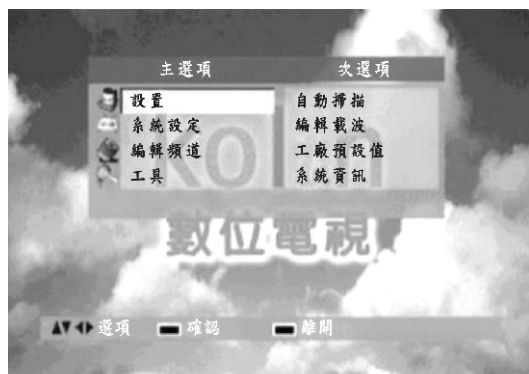 主選項 次選項
設置 自動掃描
系統設定 編輯載波
編輯頻道 工廠預設值
工具 系統資訊
數位電視
選項 確認 離開